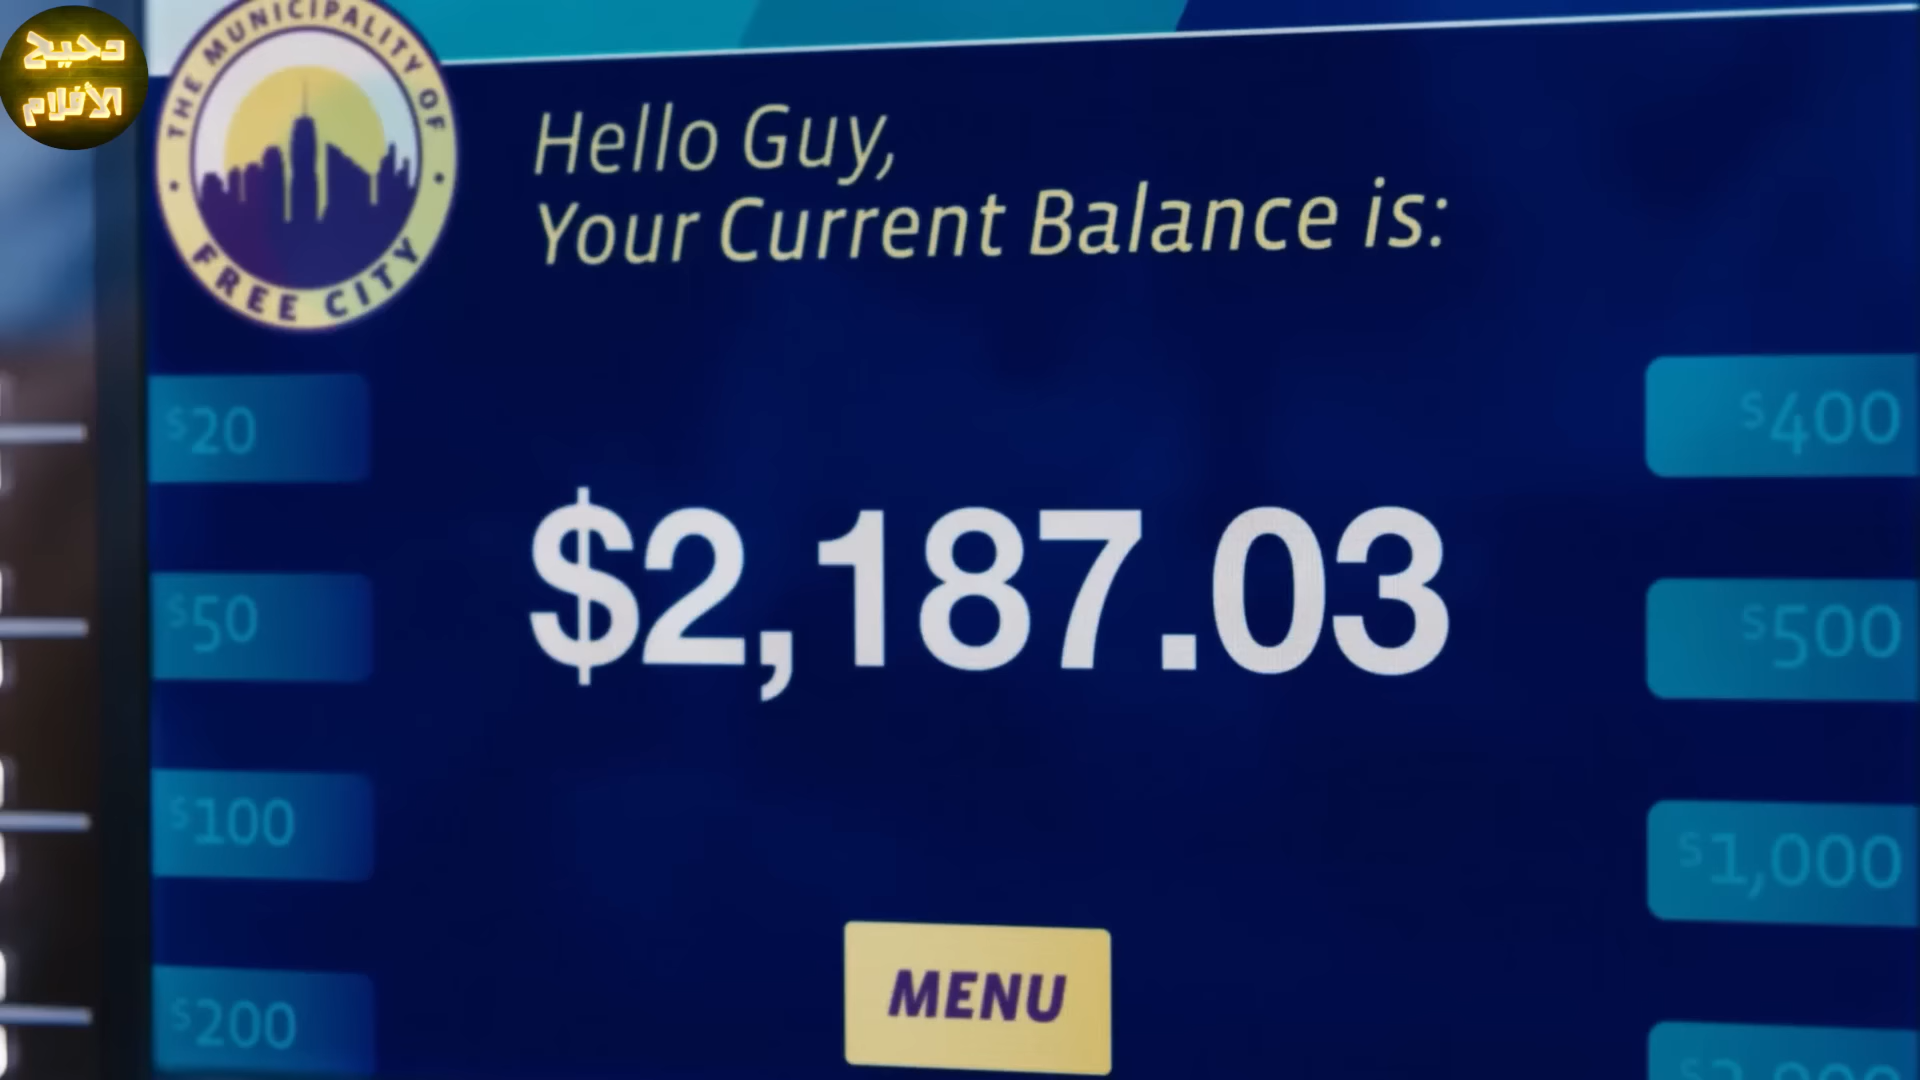 دحيح
الأفلام
THE MUNICIPALITY OF
FREE CITY
Hello Guy,
Your Current Balance is:
$20
$400
$2,187.03
$50
$500
$100
$1,000
MENU
$200